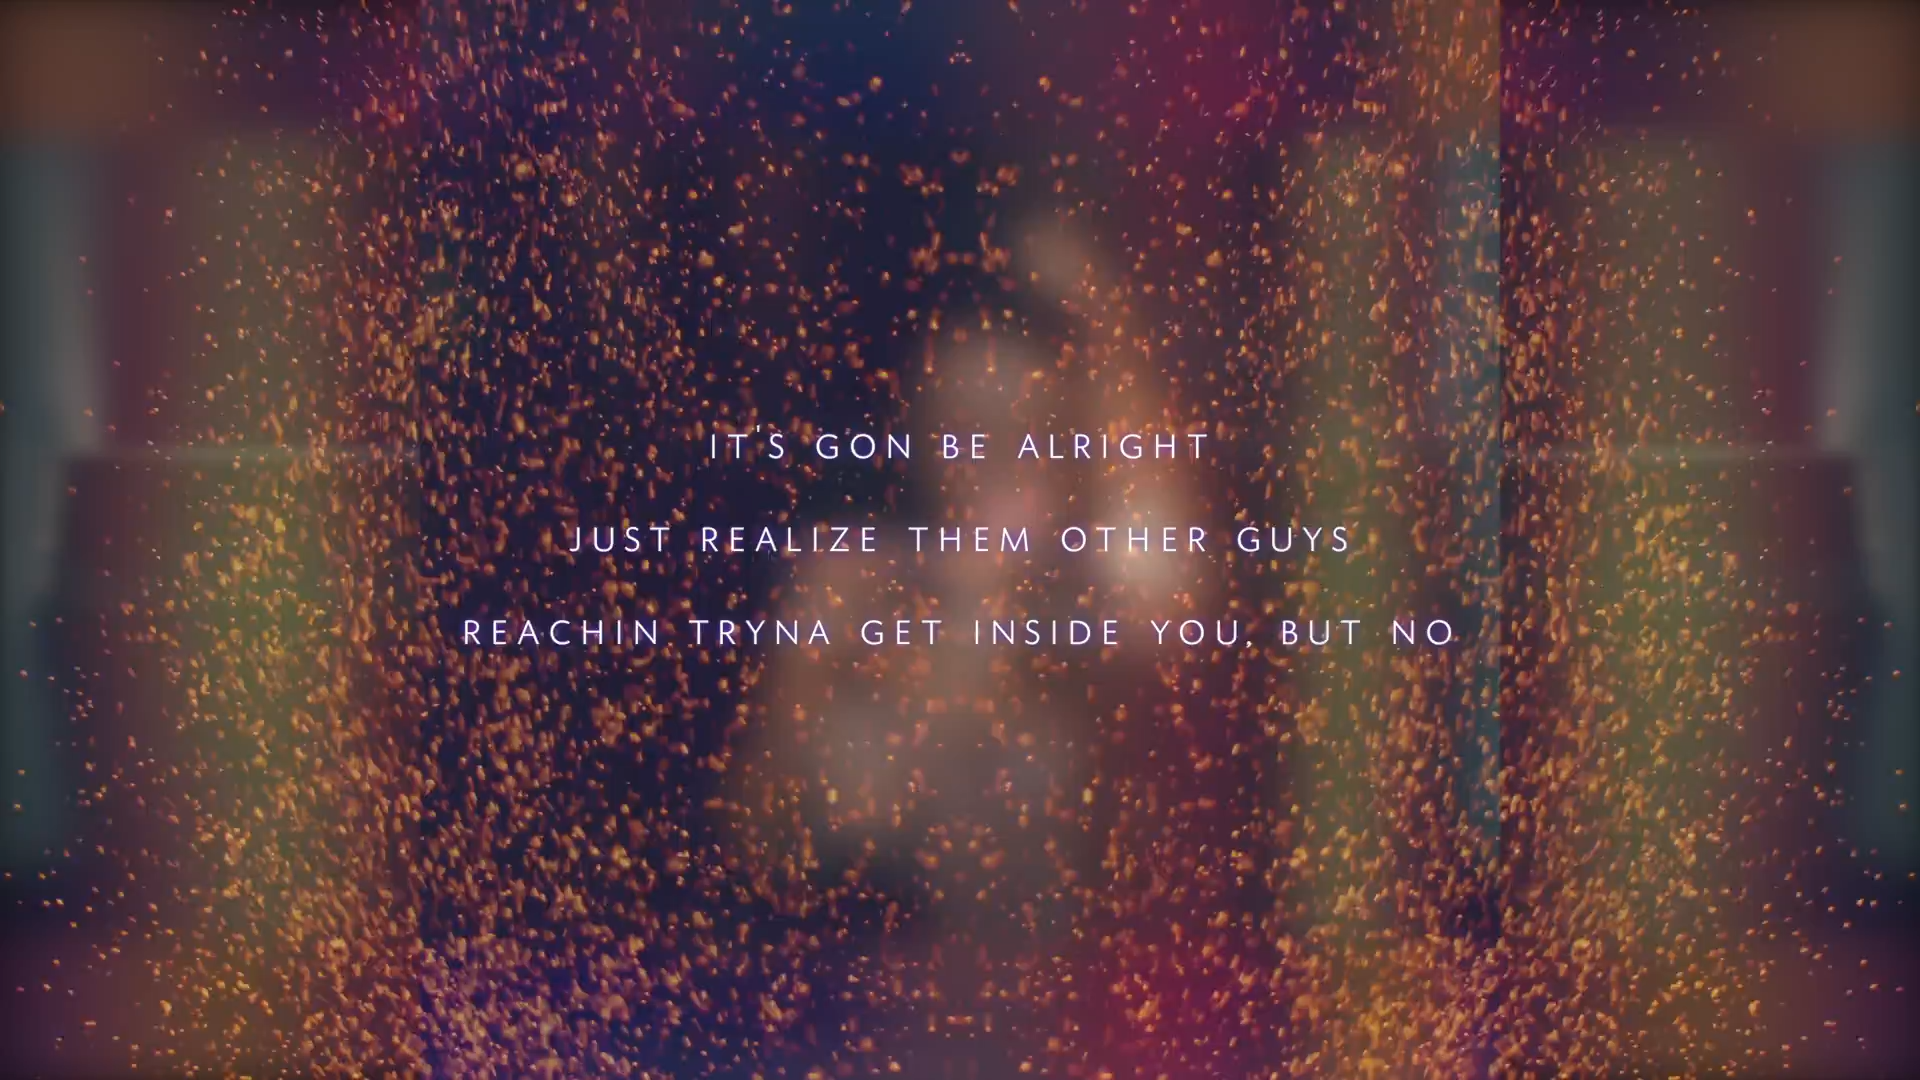 IT'S GON BE ALRIGHT
JUST REALIZE THEM OTHER GUYS
REACHIN TRYNA GET INSIDE YOU, BUT NO